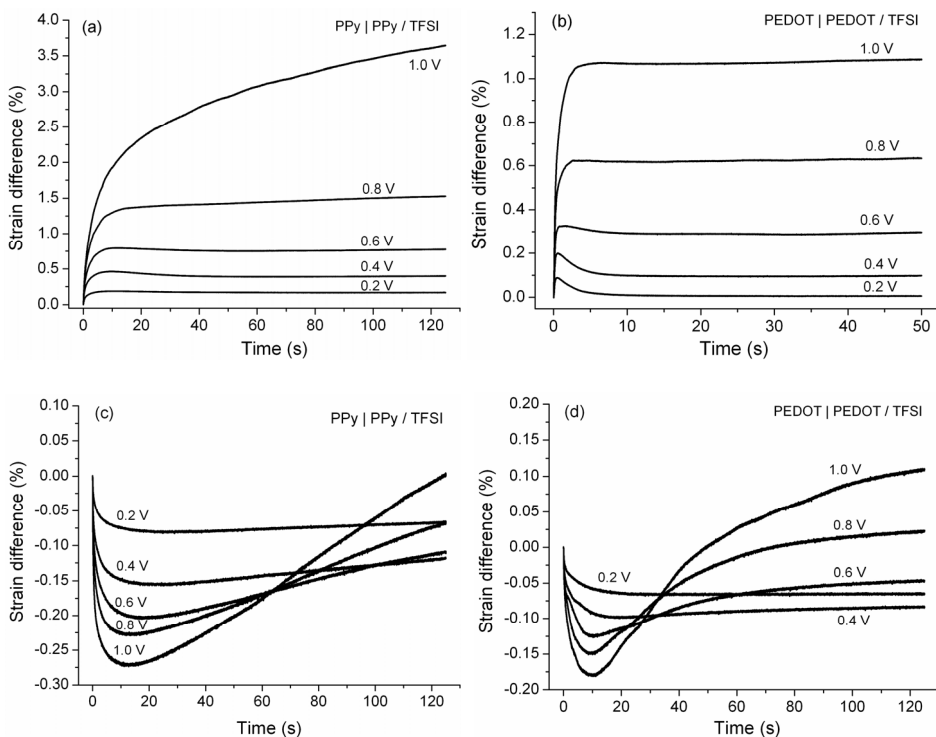 (a)
PPy | PPy / TFSI
4.0
3.5
3.0
2.5
2.0
1.5
1.0
0.5
0.0
1.0 V
0.8 V
0.6 V
0.4 V
0.2 V
0 20 40 60 80 100 120
Strain difference (%)
Time (s)
(b)
PEDOT | PEDOT / TFSI
1.2
1.0
0.8
0.6
0.4
0.2
0.0
1.0 V
0.8 V
0.6 V
0.4 V
0.2 V
0 10 20 30 40 50
Strain difference (%)
Time (s)
(c)
PPy | PPy / TFSI
0.10
0.05
0.00
-0.05
-0.10
-0.15
-0.20
-0.25
-0.30
0.2 V
0.4 V
0.6 V
0.8 V
1.0 V
0 20 40 60 80 100 120
Strain difference (%)
Time (s)
(d)
PEDOT | PEDOT / TFSI
0.20
0.15
0.10
0.05
0.00
-0.05
-0.10
-0.15
-0.20
1.0 V
0.8 V
0.2 V
0.6 V
0.4 V
0 20 40 60 80 100 120
Strain difference (%)
Time (s)